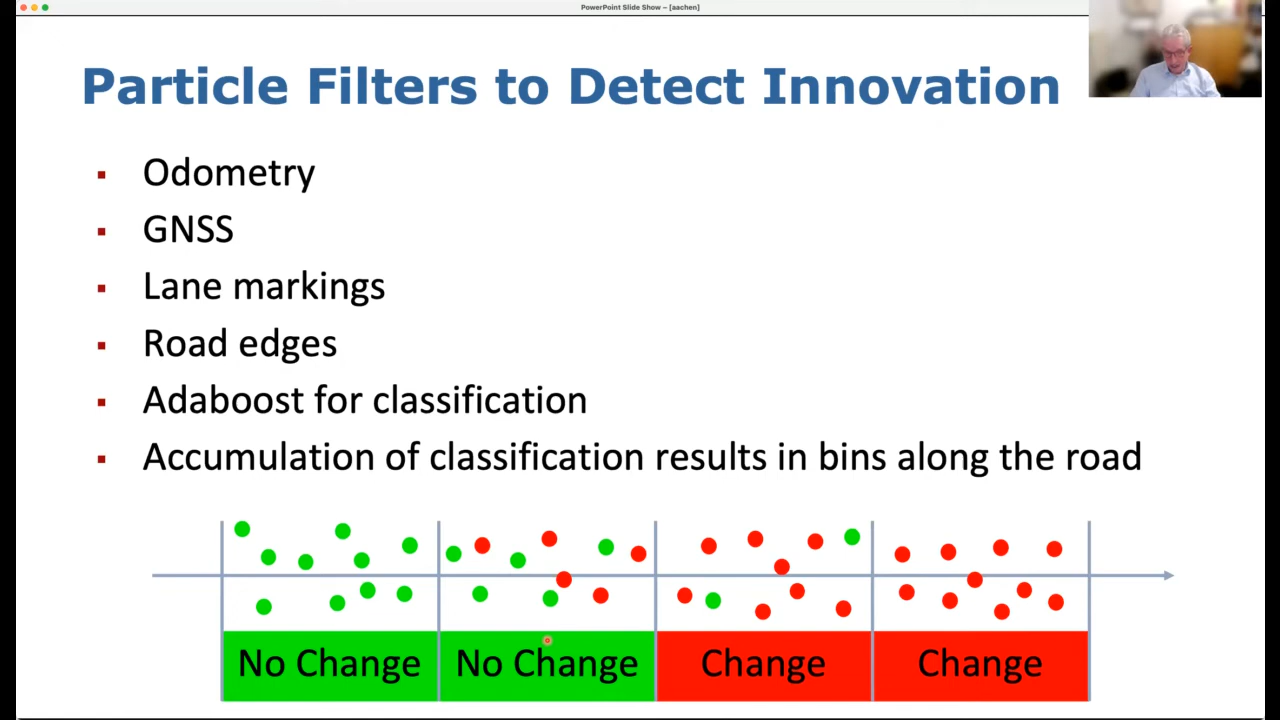 PowerPoint Slide Show – [aachen]
Particle Filters to Detect Innovation
▪ Odometry
▪ GNSS
▪ Lane markings
▪ Road edges
▪ Adaboost for classification
▪ Accumulation of classification results in bins along the road
No Change No Change Change Change